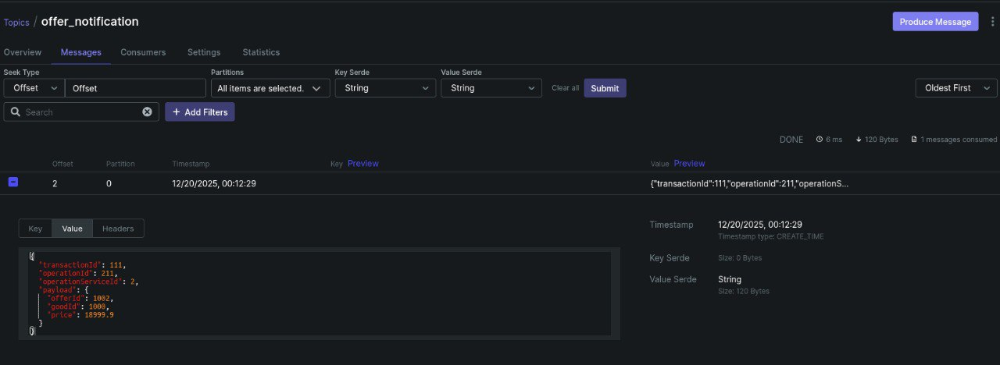 Topics / offer_notification
Produce Message
Overview Messages Consumers Settings Statistics
Seek Type Partitions Key Serde Value Serde
Offset Offset All items are selected. String String Clear all Submit Oldest First
Search + Add Filters
DONE 6 ms 120 Bytes 1 messages consumed
Offset Partition Timestamp Key Preview Value Preview
2 0 12/20/2025, 00:12:29 {"transactionId":111,"operationId":211,"operationS...
Key Value Headers
{
"transactionId": 111,
"operationId": 211,
"operationServiceId": 2,
"payload": {
"offerId": 1002,
"goodId": 1000,
"price": 18999.9
}
}
Timestamp 12/20/2025, 00:12:29
Timestamp type: CREATE_TIME
Key Serde Size: 0 Bytes
Value Serde String
Size: 120 Bytes